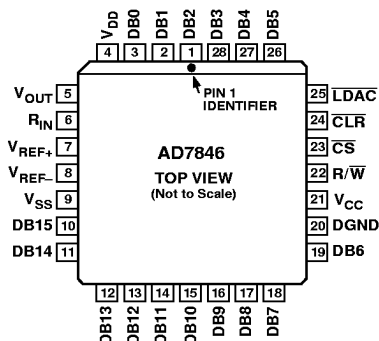 VDD DB0 DB1 DB2 DB3 DB4 DB5
4 3 2 1 28 27 26
PIN 1
IDENTIFIER
VOUT 5
RIN 6
VREF+ 7
VREF– 8
VSS 9
DB15 10
DB14 11
AD7846
TOP VIEW
(Not to Scale)
25 L̅D̅A̅C̅
24 C̅L̅R̅
23 C̅S̅
22 R/W̅
21 VCC
20 DGND
19 DB6
12 13 14 15 16 17 18
DB13 DB12 DB11 DB10 DB9 DB8 DB7